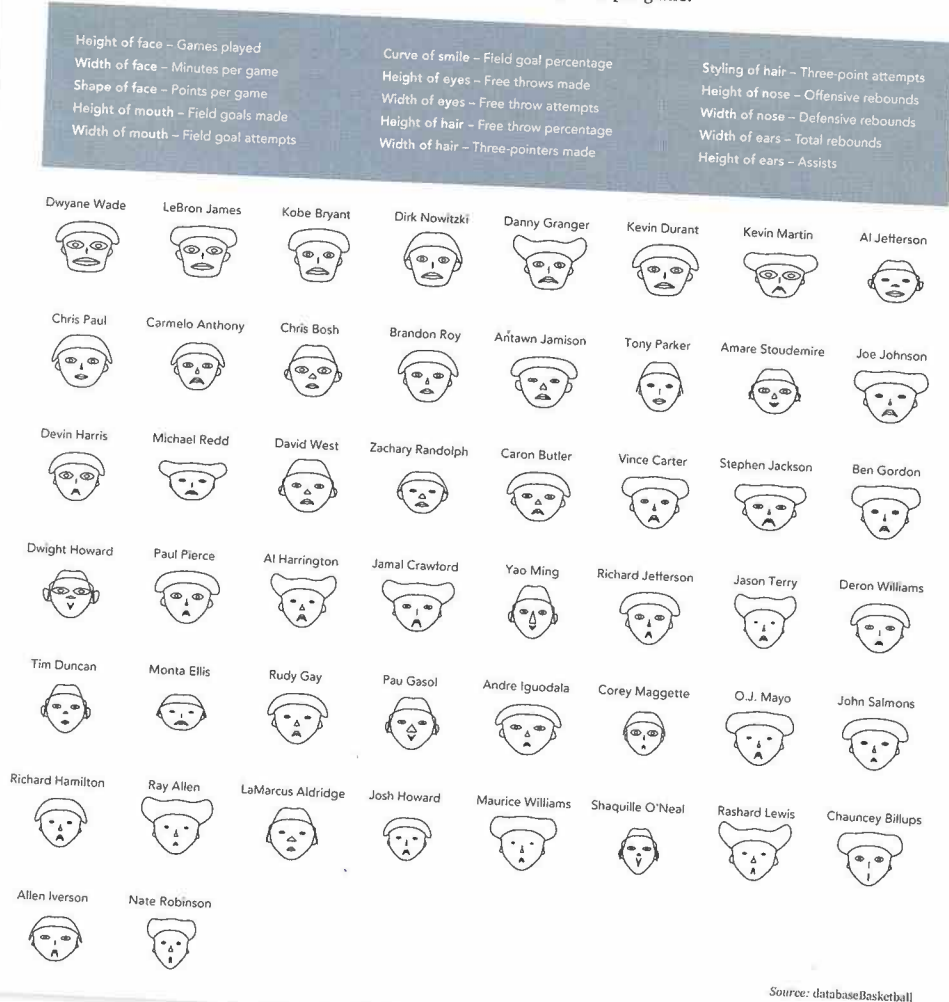 Height of face – Games played
Width of face – Minutes per game
Shape of face – Points per game
Height of mouth – Field goals made
Width of mouth – Field goal attempts
Curve of smile – Field goal percentage
Height of eyes – Free throws made
Width of eyes – Free throw attempts
Height of hair – Free throw percentage
Width of hair – Three-pointers made
Styling of hair – Three-point attempts
Height of nose – Offensive rebounds
Width of nose – Defensive rebounds
Width of ears – Total rebounds
Height of ears – Assists
Dwyane Wade LeBron James Kobe Bryant Dirk Nowitzki Danny Granger Kevin Durant Kevin Martin Al Jefferson
Chris Paul Carmelo Anthony Chris Bosh Brandon Roy Antawn Jamison Tony Parker Amare Stoudemire Joe Johnson
Devin Harris Michael Redd David West Zachary Randolph Caron Butler Vince Carter Stephen Jackson Ben Gordon
Dwight Howard Paul Pierce Al Harrington Jamal Crawford Yao Ming Richard Jefferson Jason Terry Deron Williams
Tim Duncan Monta Ellis Rudy Gay Pau Gasol Andre Iguodala Corey Maggette O.J. Mayo John Salmons
Richard Hamilton Ray Allen LaMarcus Aldridge Josh Howard Maurice Williams Shaquille O'Neal Rashard Lewis Chauncey Billups
Allen Iverson Nate Robinson
Source: databaseBasketball